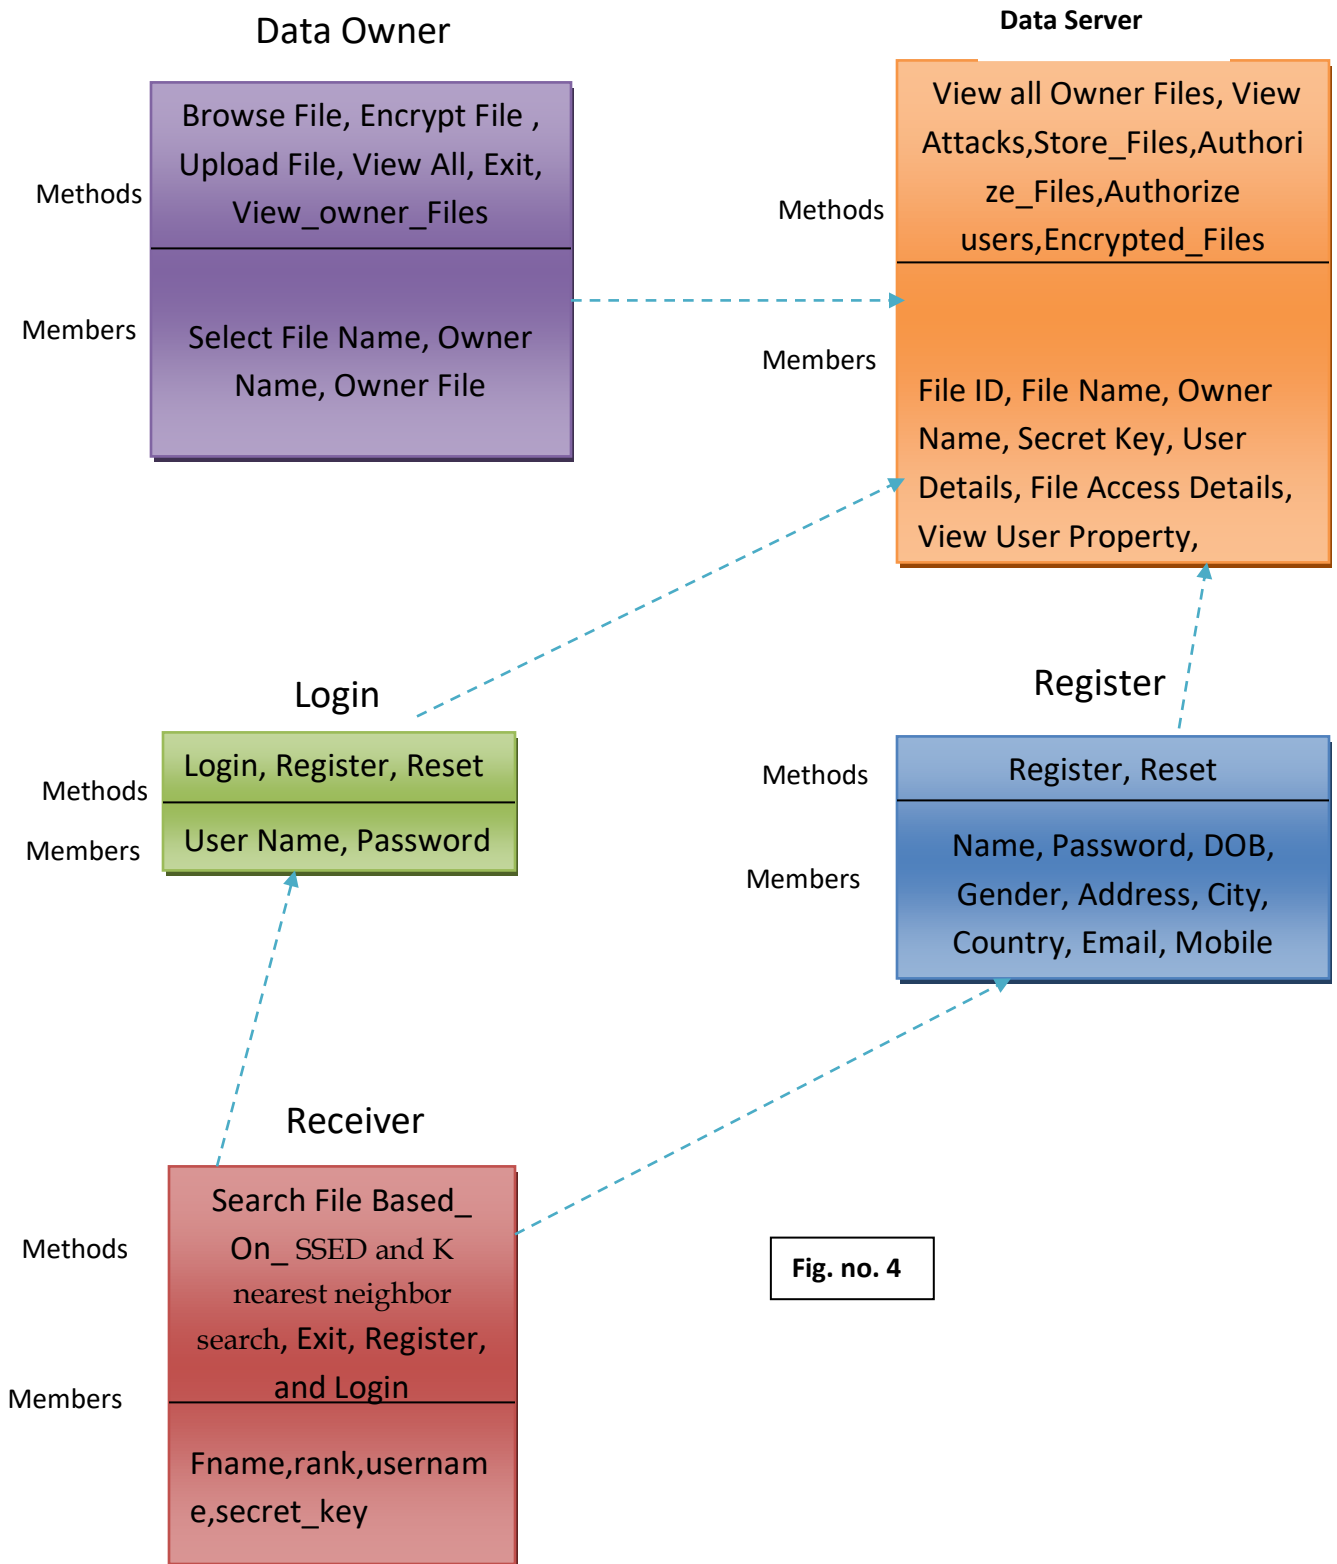 Data Owner
Data Server
Browse File, Encrypt File ,
Upload File, View All, Exit,
View_owner_Files
Methods
Select File Name, Owner
Name, Owner File
Members
View all Owner Files, View
Attacks,Store_Files,Authori
ze_Files,Authorize
users,Encrypted_Files
Methods
File ID, File Name, Owner
Name, Secret Key, User
Details, File Access Details,
View User Property,
Members
Login
Login, Register, Reset
Methods
User Name, Password
Members
Register
Register, Reset
Methods
Name, Password, DOB,
Gender, Address, City,
Country, Email, Mobile
Members
Receiver
Search File Based_
On_ SSED and K
nearest neighbor
search, Exit, Register,
and Login
Methods
Fname,rank,usernam
e,secret_key
Members
Fig. no. 4